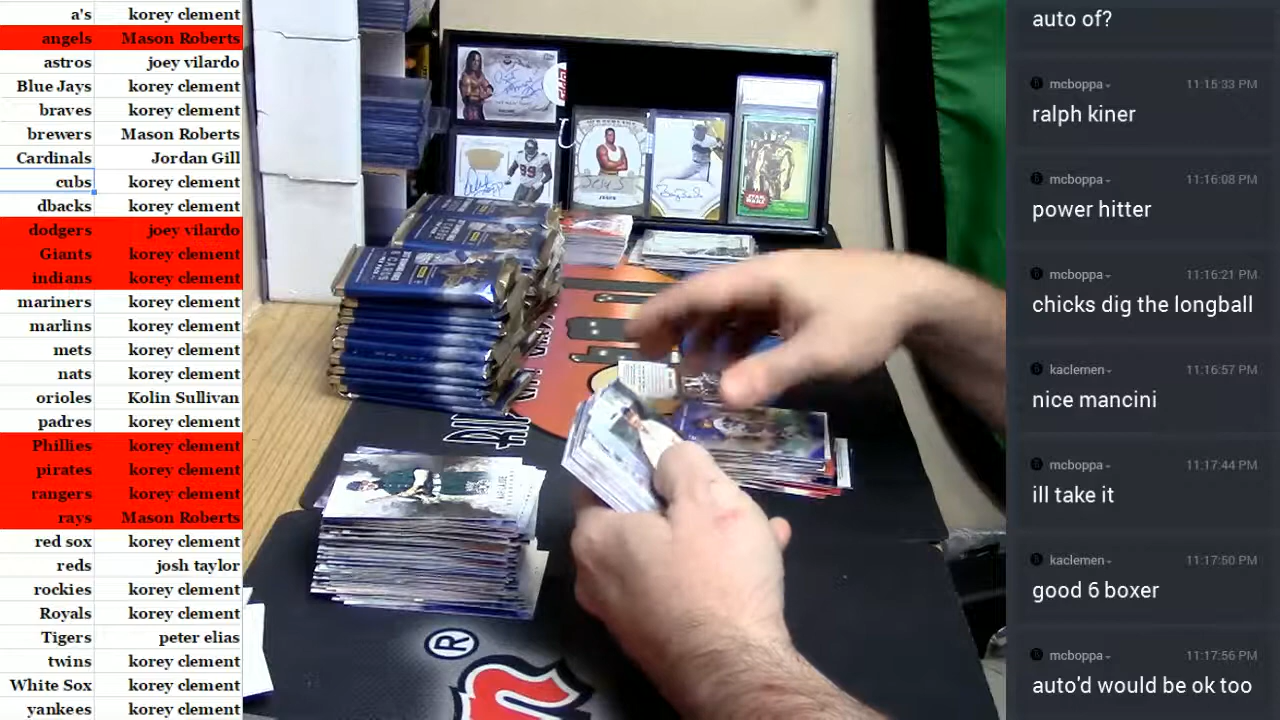 a's korey clement
angels Mason Roberts
astros joey vilardo
Blue Jays korey clement
braves korey clement
brewers Mason Roberts
Cardinals Jordan Gill
cubs korey clement
dbacks korey clement
dodgers joey vilardo
Giants korey clement
indians korey clement
mariners korey clement
marlins korey clement
mets korey clement
nats korey clement
orioles Kolin Sullivan
padres korey clement
Phillies korey clement
pirates korey clement
rangers korey clement
rays Mason Roberts
red sox korey clement
reds josh taylor
rockies korey clement
Royals korey clement
Tigers peter elias
twins korey clement
White Sox korey clement
yankees korey clement
STAR WARS
99
®
auto of?
mcboppa 11:15:33 PM
ralph kiner
mcboppa 11:16:08 PM
power hitter
mcboppa 11:16:21 PM
chicks dig the longball
kaclemen 11:16:57 PM
nice mancini
mcboppa 11:17:44 PM
ill take it
kaclemen 11:17:50 PM
good 6 boxer
mcboppa 11:17:56 PM
auto'd would be ok too